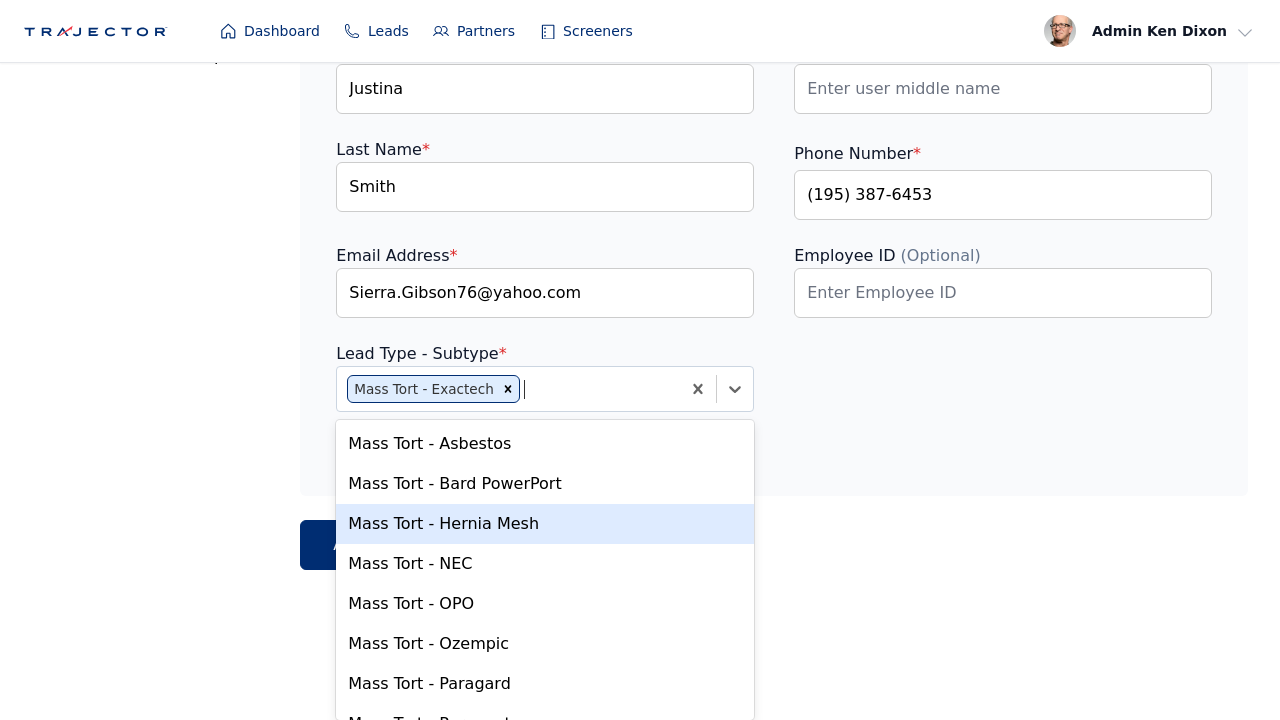 TRAJECTOR
Dashboard
Leads
Partners
Screeners
Admin Ken Dixon
Justina
Enter user middle name
Last Name*
Phone Number*
Smith
(195) 387-6453
Email Address*
Employee ID (Optional)
Sierra.Gibson76@yahoo.com
Enter Employee ID
Lead Type - Subtype*
Mass Tort - Exactech
Mass Tort - Asbestos
Mass Tort - Bard PowerPort
Mass Tort - Hernia Mesh
Mass Tort - NEC
Mass Tort - OPO
Mass Tort - Ozempic
Mass Tort - Paragard